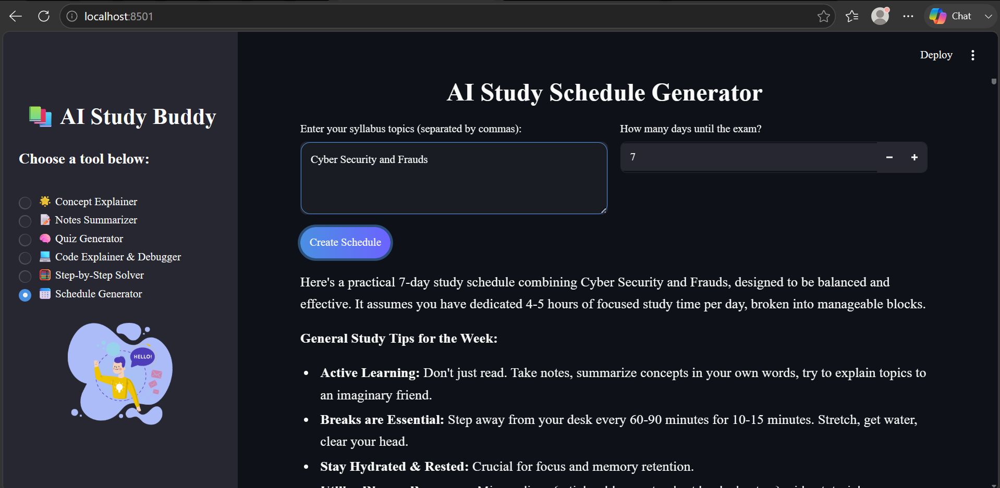 localhost:8501
Chat
Deploy
AI Study Buddy
Choose a tool below:
Concept Explainer
Notes Summarizer
Quiz Generator
Code Explainer & Debugger
Step-by-Step Solver
Schedule Generator
HELLO!
AI Study Schedule Generator
Enter your syllabus topics (separated by commas):
Cyber Security and Frauds
How many days until the exam?
7
Create Schedule
Here's a practical 7-day study schedule combining Cyber Security and Frauds, designed to be balanced and
effective. It assumes you have dedicated 4-5 hours of focused study time per day, broken into manageable blocks.
General Study Tips for the Week:
• Active Learning: Don't just read. Take notes, summarize concepts in your own words, try to explain topics to
an imaginary friend.
• Breaks are Essential: Step away from your desk every 60-90 minutes for 10-15 minutes. Stretch, get water,
clear your head.
• Stay Hydrated & Rested: Crucial for focus and memory retention.